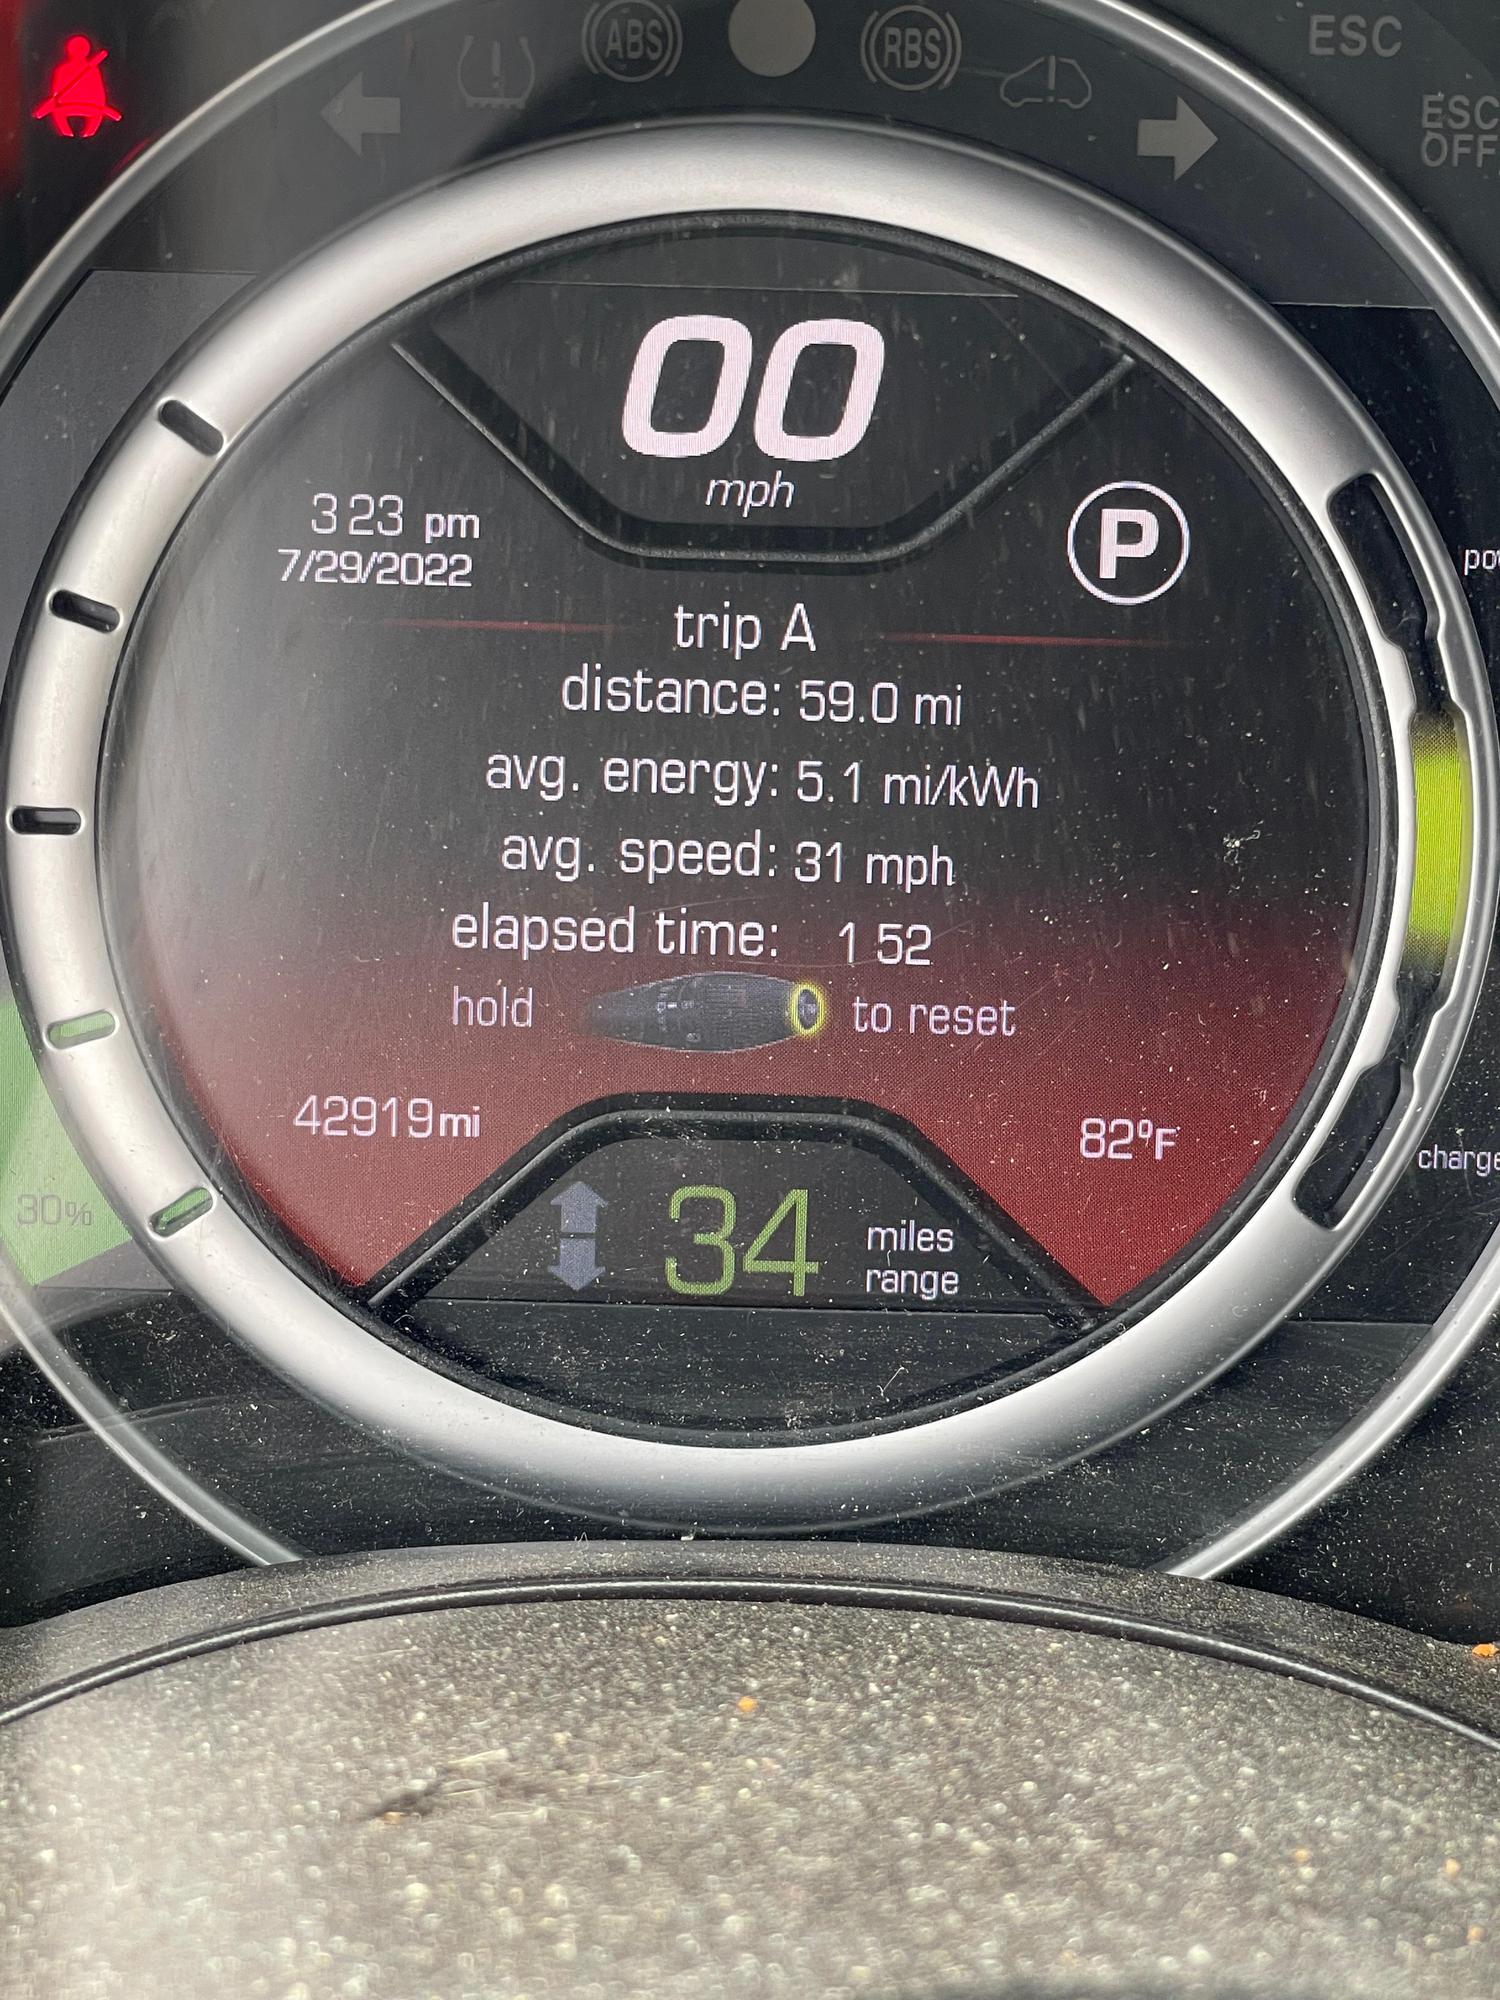 ABS
RBS
ESC
ESC
OFF
00
mph
3 23 pm
7/29/2022
P
trip A
distance: 59.0 mi
avg. energy: 5.1 mi/kWh
avg. speed: 31 mph
elapsed time: 1 52
hold to reset
42919mi
82°F
charge
30%
34
miles
range